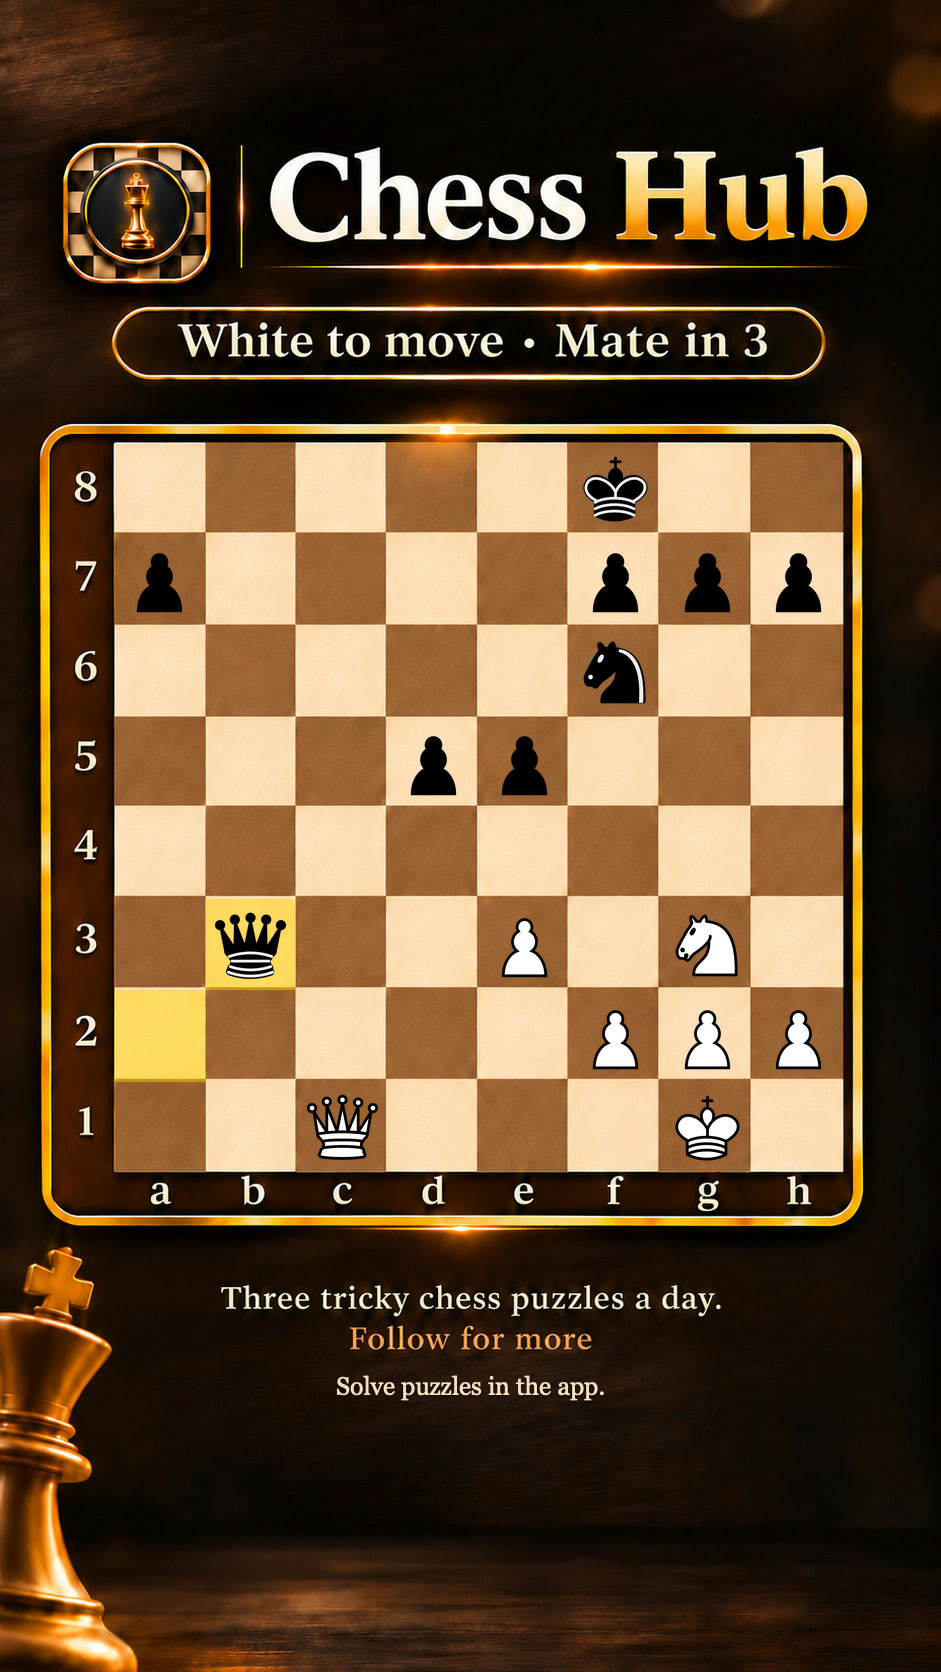 Chess Hub
White to move • Mate in 3
8
7
6
5
4
3
2
1
a b c d e f g h
Three tricky chess puzzles a day.
Follow for more
Solve puzzles in the app.